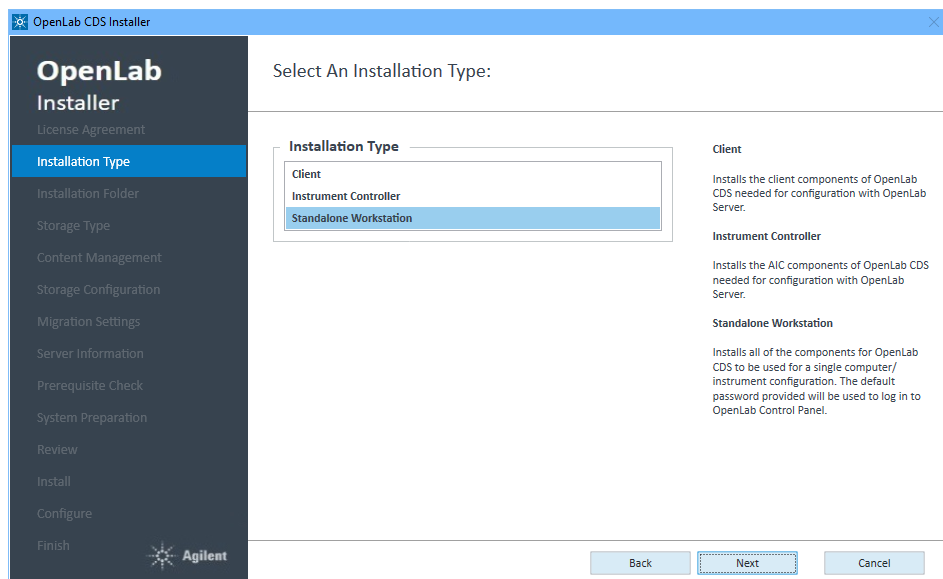 OpenLab CDS Installer
OpenLab
Installer
License Agreement
Installation Type
Installation Folder
Storage Type
Content Management
Storage Configuration
Migration Settings
Server Information
Prerequisite Check
System Preparation
Review
Install
Configure
Finish
Agilent
Select An Installation Type:
Installation Type
Client
Instrument Controller
Standalone Workstation
Client
Installs the client components of OpenLab
CDS needed for configuration with OpenLab
Server.
Instrument Controller
Installs the AIC components of OpenLab CDS
needed for configuration with OpenLab
Server.
Standalone Workstation
Installs all of the components for OpenLab
CDS to be used for a single computer/
instrument configuration. The default
password provided will be used to log in to
OpenLab Control Panel.
Back
Next
Cancel